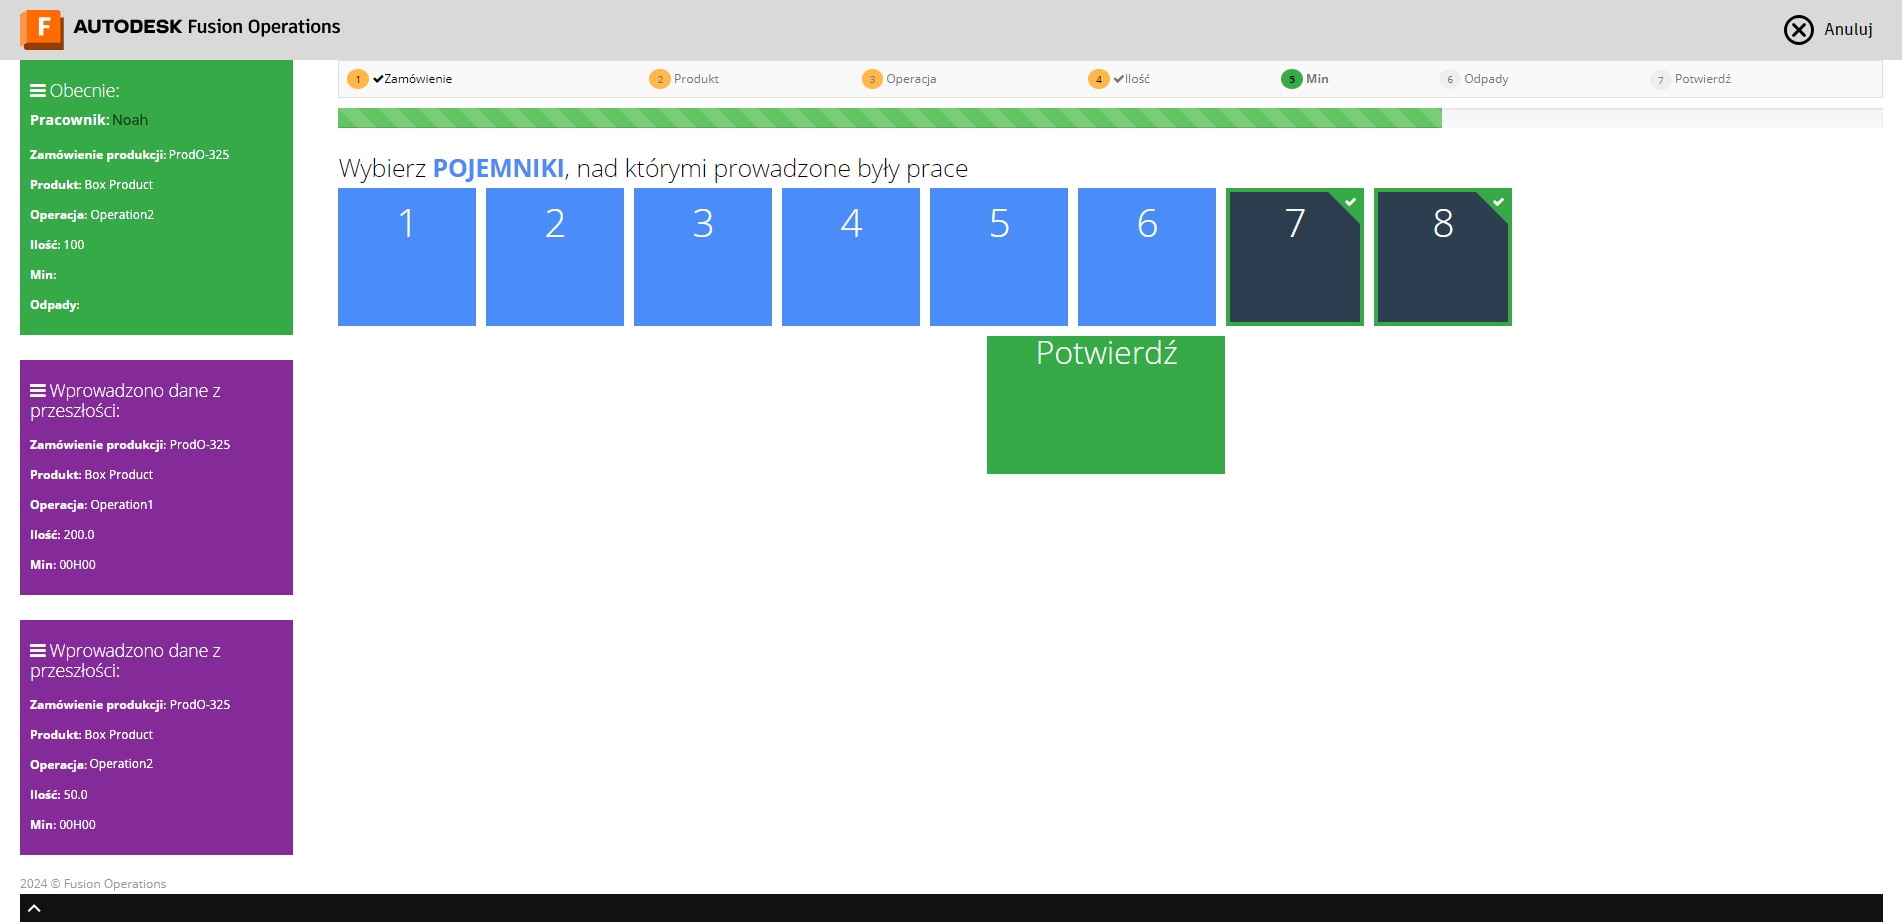 F AUTODESK Fusion Operations
Anuluj
Obecnie:
Pracownik: Noah
Zamówienie produkcji: ProdO-325
Produkt: Box Product
Operacja: Operation2
Ilość: 100
Min:
Odpady:
Wprowadzono dane z
przeszłości:
Zamówienie produkcji: ProdO-325
Produkt: Box Product
Operacja: Operation1
Ilość: 200.0
Min: 00H00
Wprowadzono dane z
przeszłości:
Zamówienie produkcji: ProdO-325
Produkt: Box Product
Operacja: Operation2
Ilość: 50.0
Min: 00H00
2024 © Fusion Operations
1 Zamówienie 2 Produkt 3 Operacja 4 Ilość 5 Min 6 Odpady 7 Potwierdź
Wybierz POJEMNIKI, nad którymi prowadzone były prace
1 2 3 4 5 6 7 8
Potwierdź